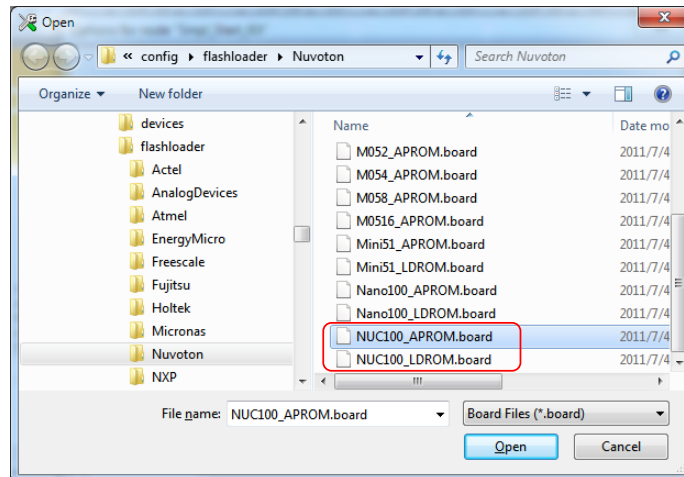 Open
« config ▸ flashloader ▸ Nuvoton
Search Nuvoton
Organize ▾ New folder
devices
flashloader
Actel
AnalogDevices
Atmel
EnergyMicro
Freescale
Fujitsu
Holtek
Micronas
Nuvoton
NXP
Name Date mo
M052_APROM.board 2011/7/4
M054_APROM.board 2011/7/4
M058_APROM.board 2011/7/4
M0516_APROM.board 2011/7/4
Mini51_APROM.board 2011/7/4
Mini51_LDROM.board 2011/7/4
Nano100_APROM.board 2011/7/4
Nano100_LDROM.board 2011/7/4
NUC100_APROM.board 2011/7/4
NUC100_LDROM.board 2011/7/4
File name: NUC100_APROM.board Board Files (*.board)
Open Cancel